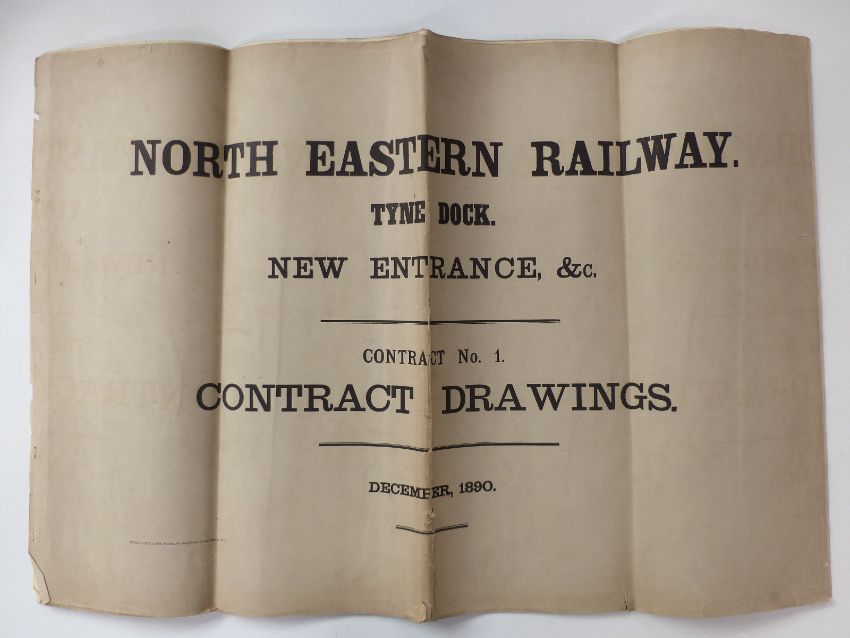 NORTH EASTERN RAILWAY.
TYNE DOCK.
NEW ENTRANCE, &C.
CONTRACT No. 1.
CONTRACT DRAWINGS.
DECEMBER, 1890.